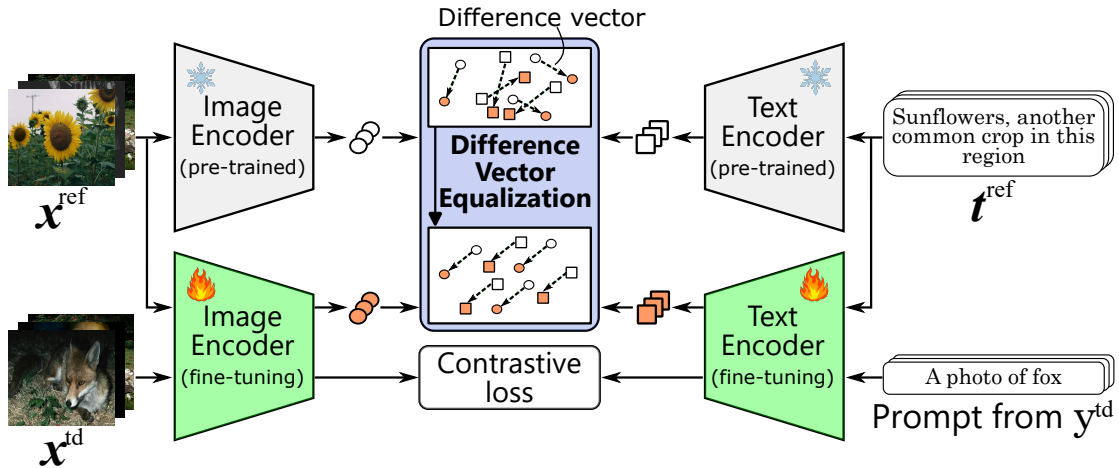 Difference vector
Image
Encoder
(pre-trained)
Difference
Vector
Equalization
Text
Encoder
(pre-trained)
Sunflowers, another
common crop in this
region
x^ref
t^ref
Image
Encoder
(fine-tuning)
Text
Encoder
(fine-tuning)
Contrastive
loss
A photo of fox
Prompt from y^td
x^td